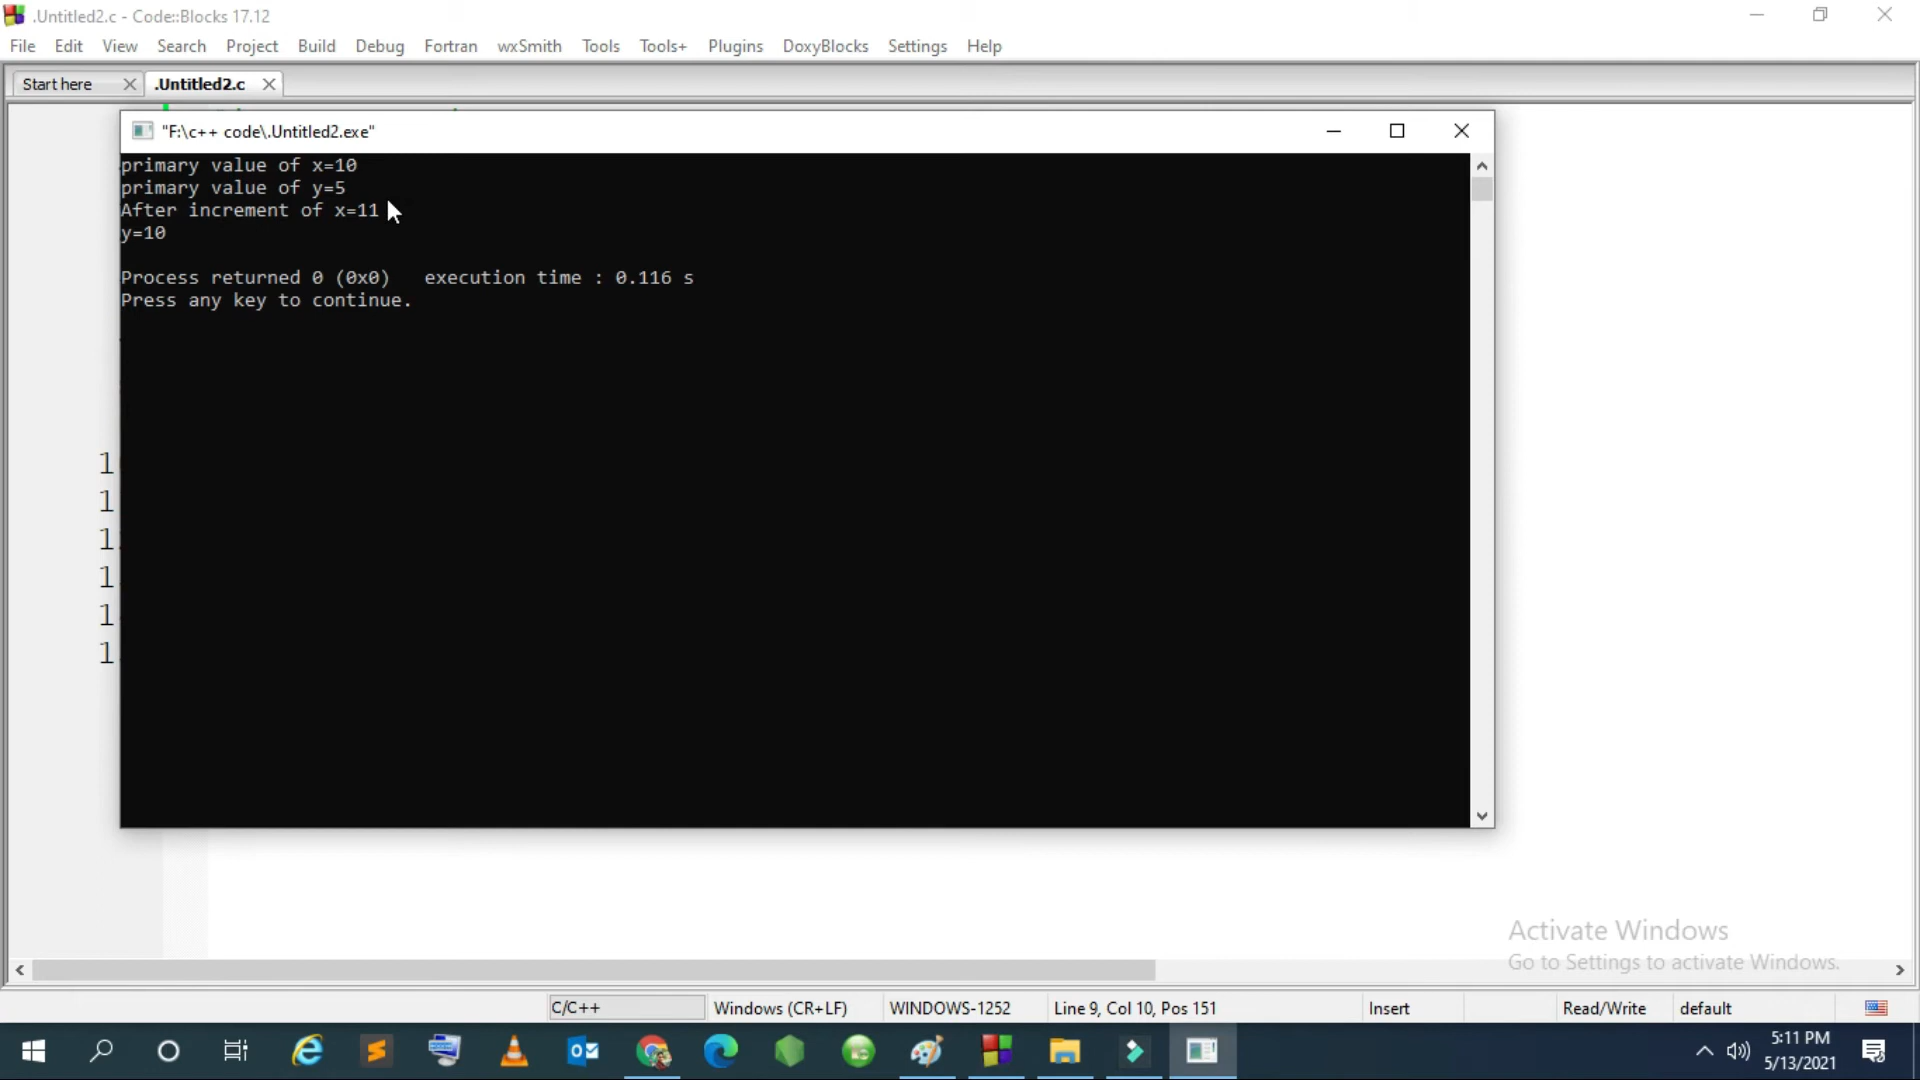 .Untitled2.c - Code::Blocks 17.12
File Edit View Search Project Build Debug Fortran wxSmith Tools Tools+ Plugins DoxyBlocks Settings Help
Start here .Untitled2.c
"F:\c++ code\.Untitled2.exe"
primary value of x=10
primary value of y=5
After increment of x=11
y=10
Process returned 0 (0x0)   execution time : 0.116 s
Press any key to continue.
1
1
1
1
1
1
Activate Windows
Go to Settings to activate Windows.
C/C++ Windows (CR+LF) WINDOWS-1252 Line 9, Col 10, Pos 151 Insert Read/Write default
5:11 PM
5/13/2021